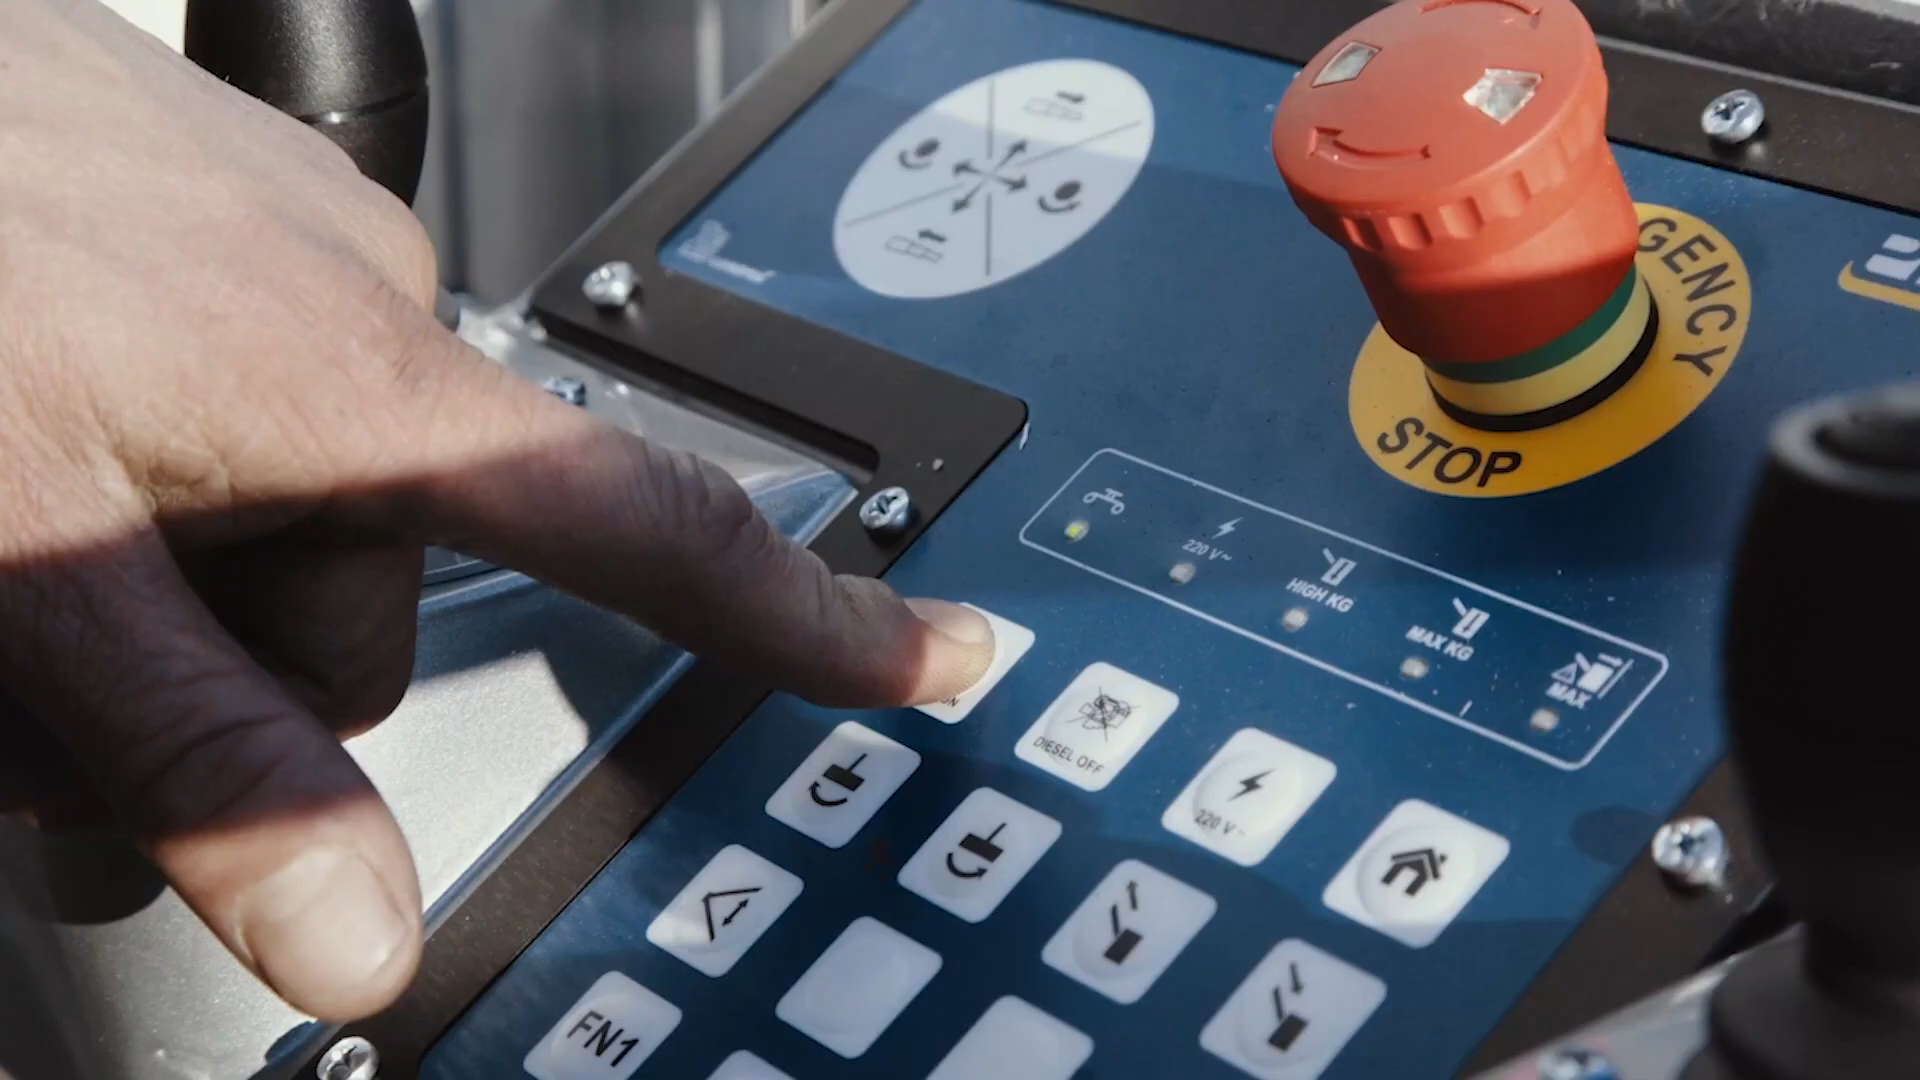 GENCY
STOP
220 V~
HIGH KG
MAX KG
MAX
DIESEL OFF
220 V~
FN1